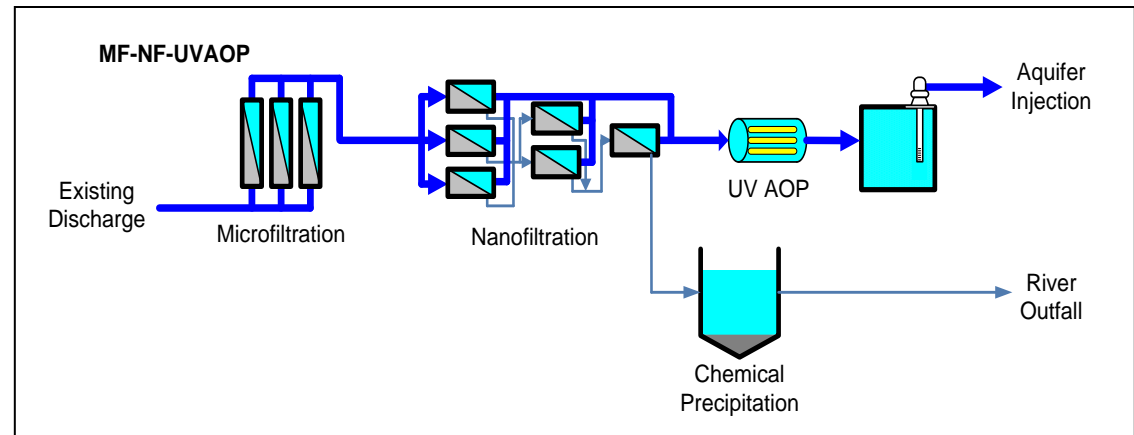 MF-NF-UVAOP
Existing
Discharge
Microfiltration
Nanofiltration
UV AOP
Aquifer
Injection
Chemical
Precipitation
River
Outfall